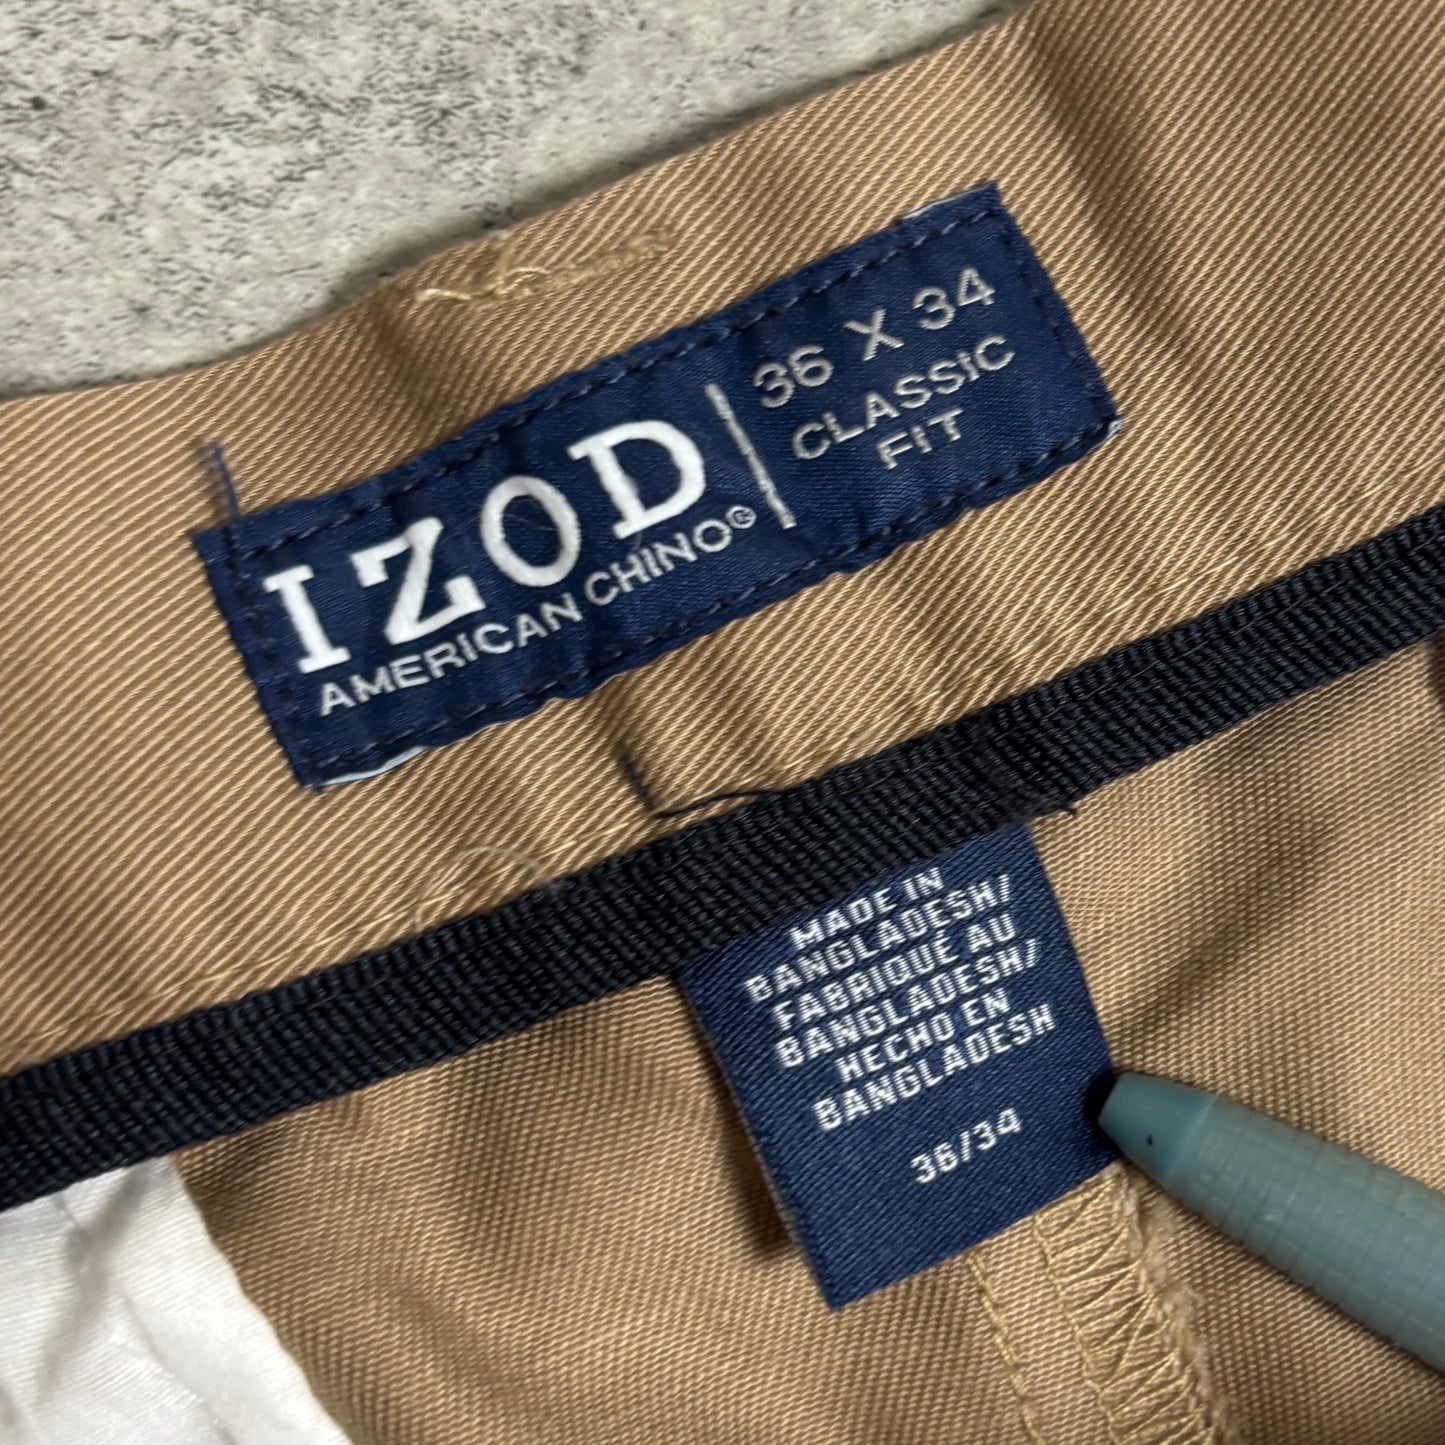 IZOD
AMERICAN CHINO®
36 X 34
CLASSIC
FIT
MADE IN
BANGLADESH/
FABRIQUÉ AU
BANGLADESH/
HECHO EN
BANGLADESH
36/34